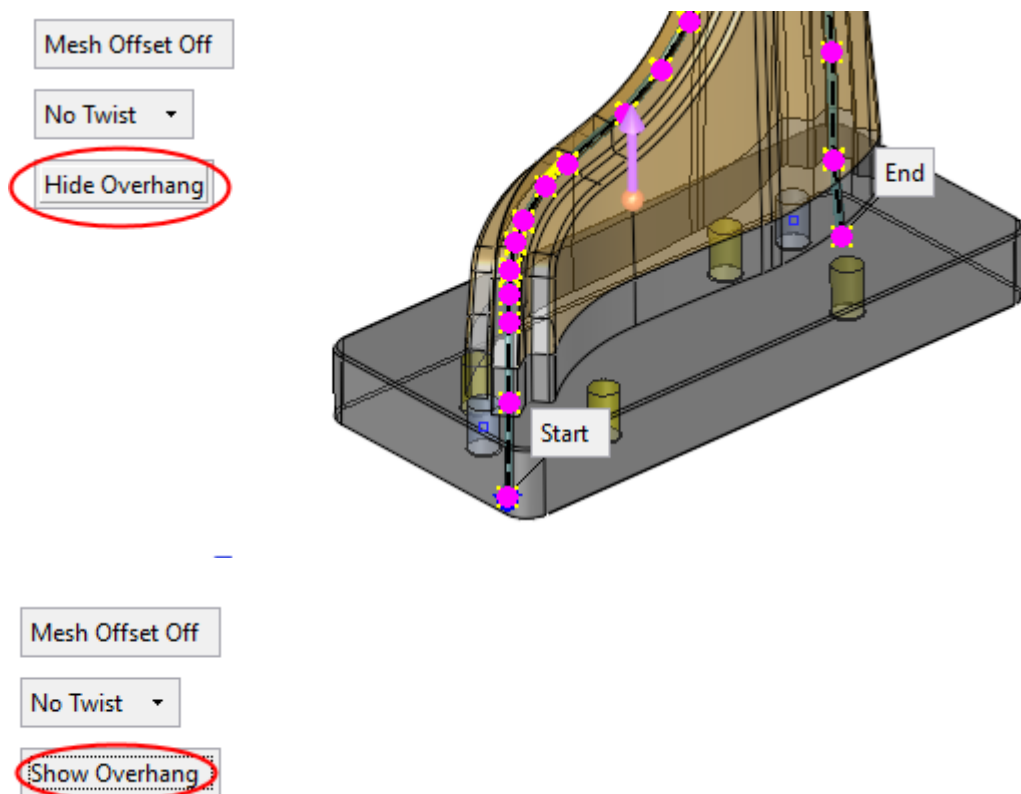 Mesh Offset Off
No Twist
Hide Overhang
End
Start
Mesh Offset Off
No Twist
Show Overhang